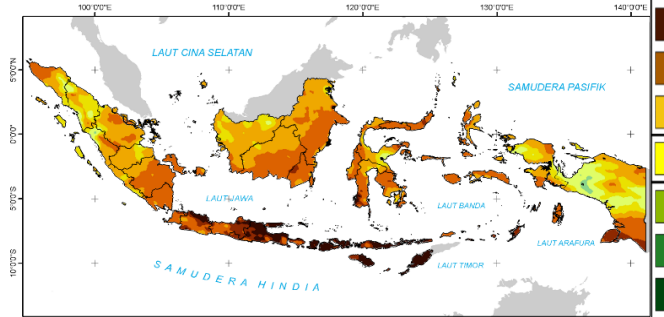 100°0'0"E 110°0'0"E 120°0'0"E 130°0'0"E 140°0'0"E
LAUT CINA SELATAN
SAMUDERA PASIFIK
5°0'0"N
0°0'0"
5°0'0"S
10°0'0"S
LAUT JAWA
LAUT BANDA
LAUT ARAFURA
LAUT TIMOR
SAMUDERA HINDIA